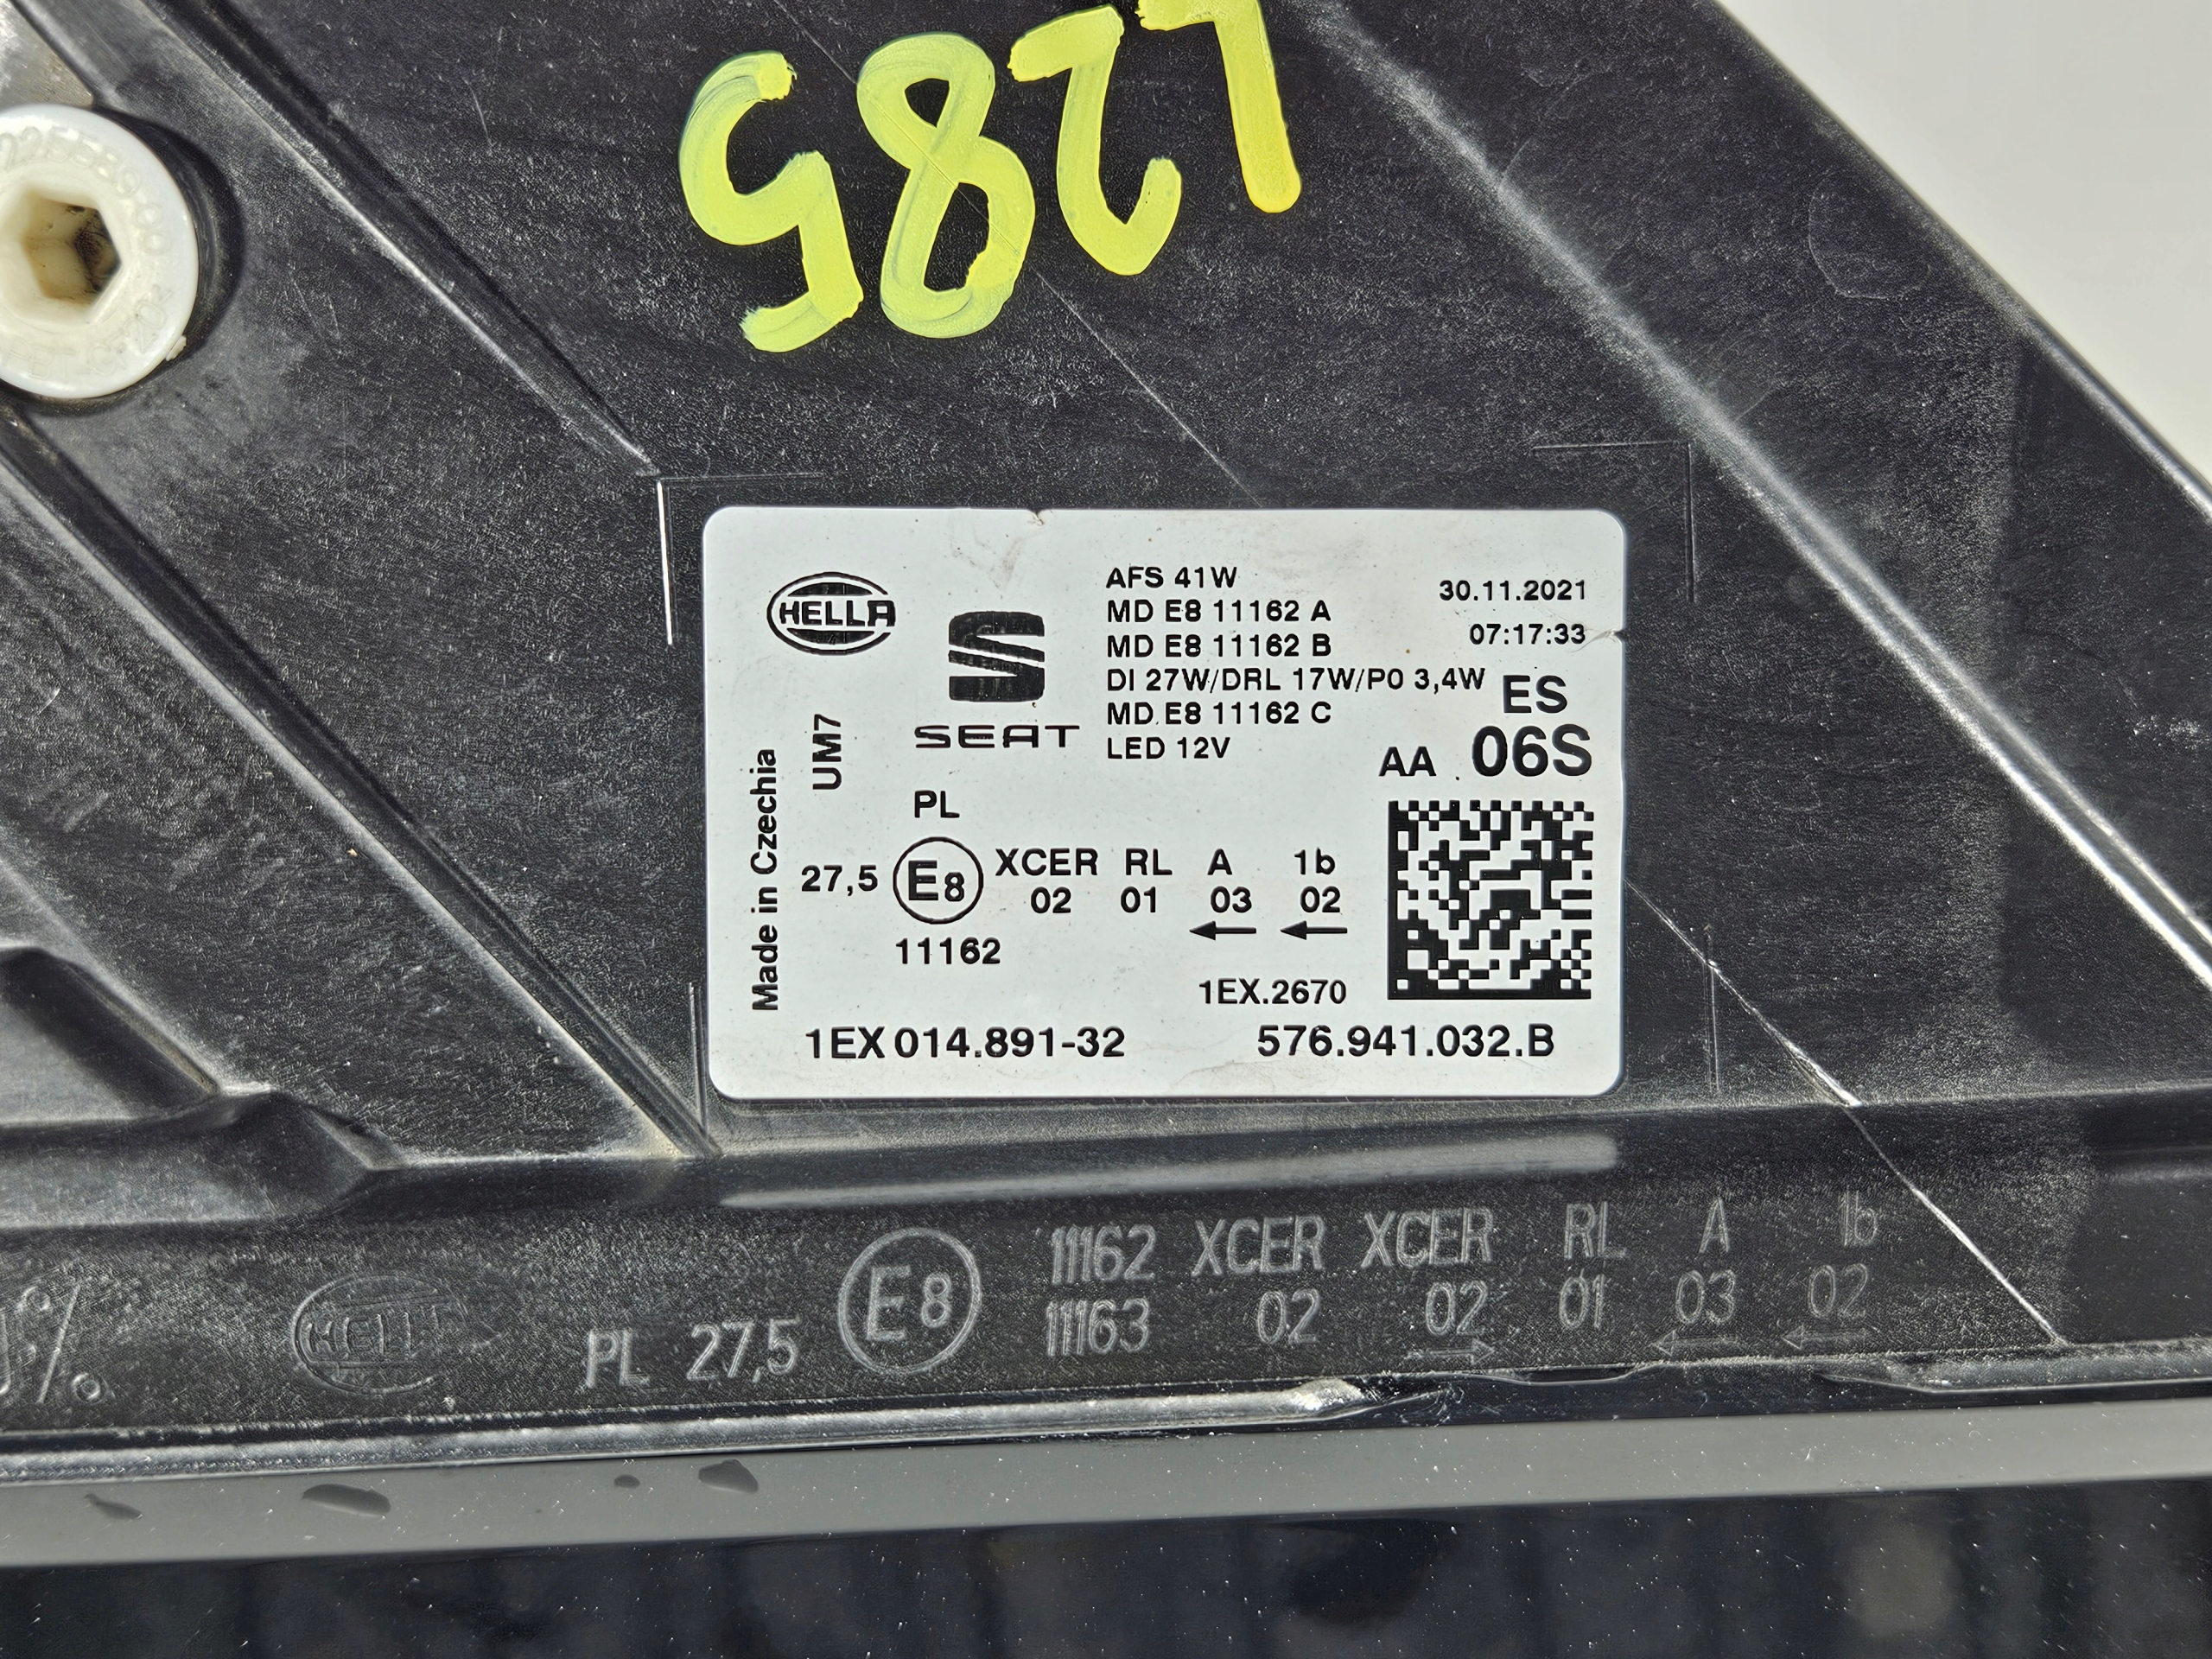 HELLA
SEAT
AFS 41W
MD E8 11162 A
MD E8 11162 B
DI 27W/DRL 17W/P0 3,4W
MD E8 11162 C
LED 12V
30.11.2021
07:17:33
ES
AA 06S
Made in Czechia
UM7
PL
27,5 E8 XCER RL A 1b
02 01 03 02
11162
1EX.2670
1EX 014.891-32 576.941.032.B
HELLA PL 27,5 E8
11162 XCER XCER RL A 1b
11163 02 02 01 03 02